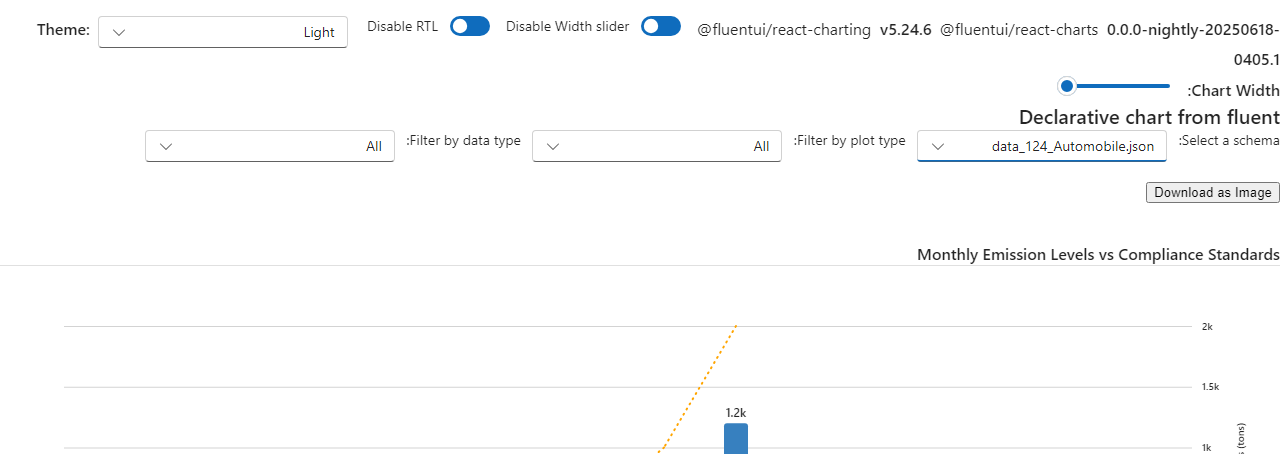 Theme: Light Disable RTL Disable Width slider @fluentui/react-charting v5.24.6 @fluentui/react-charts 0.0.0-nightly-20250618-
0405.1
:Chart Width
Declarative chart from fluent
:Select a schema data_124_Automobile.json :Filter by plot type All :Filter by data type All
Download as Image
Monthly Emission Levels vs Compliance Standards
2k
1.5k
1.2k
1k
(tons)